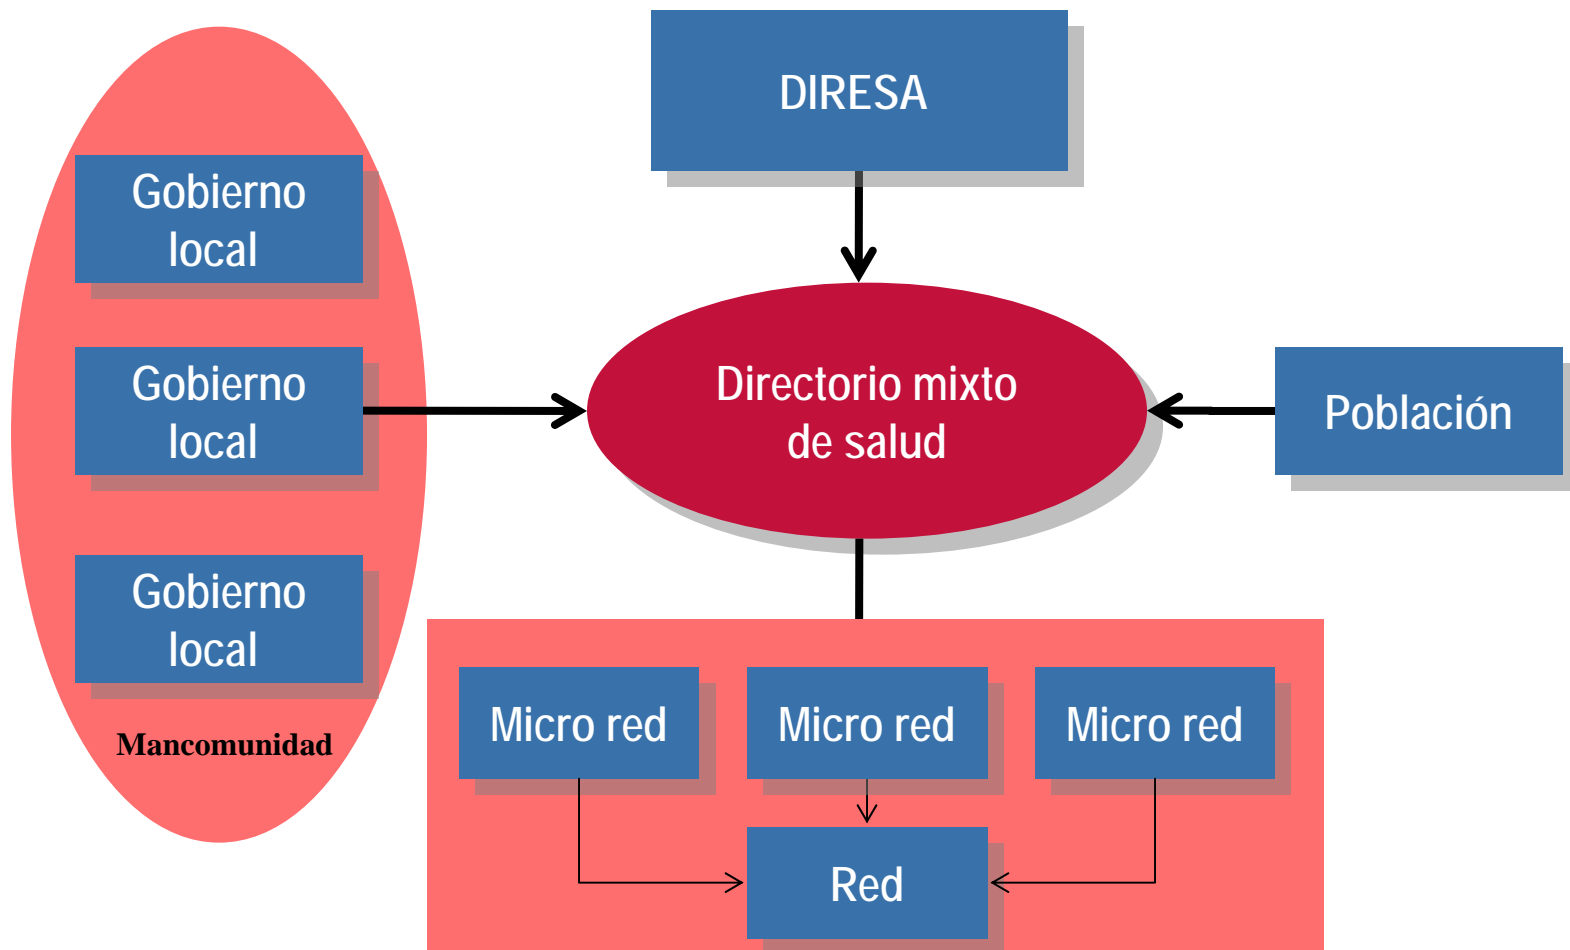 DIRESA
Gobierno
local
Gobierno
local
Gobierno
local
Mancomunidad
Directorio mixto
de salud
Población
Micro red
Micro red
Micro red
Red